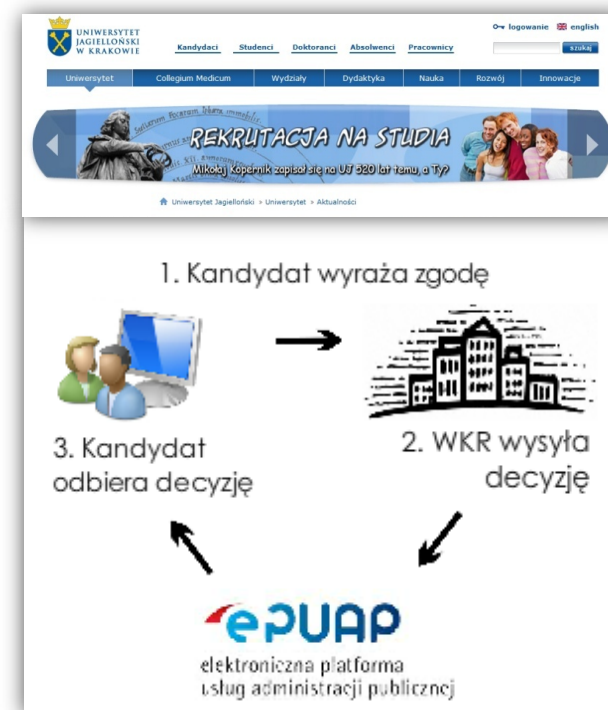 UNIWERSYTET
JAGIELLOŃSKI
W KRAKOWIE
logowanie english
Kandydaci Studenci Doktoranci Absolwenci Pracownicy
szukaj
Uniwersytet Collegium Medicum Wydziały Dydaktyka Nauka Rozwój Innowacje
REKRUTACJA NA STUDIA
Mikołaj Kopernik zapisał się na UJ 520 lat temu, a Ty?
Uniwersytet Jagielloński » Uniwersytet » Aktualności
1. Kandydat wyraża zgodę
3. Kandydat
odbiera decyzję
2. WKR wysyła
decyzję
ePUAP
elektroniczna platforma
usług administracji publicznej